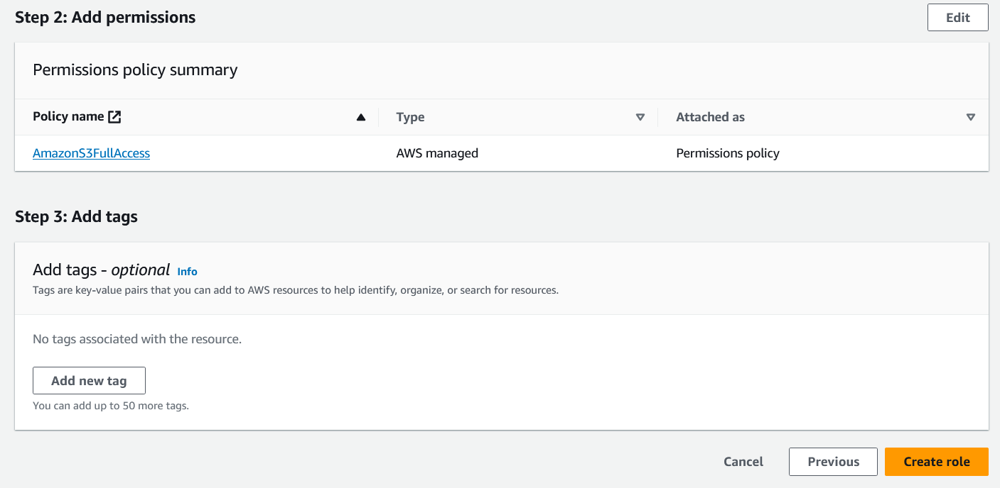 Step 2: Add permissions
Edit
Permissions policy summary
Policy name
Type
Attached as
AmazonS3FullAccess
AWS managed
Permissions policy
Step 3: Add tags
Add tags - optional Info
Tags are key-value pairs that you can add to AWS resources to help identify, organize, or search for resources.
No tags associated with the resource.
Add new tag
You can add up to 50 more tags.
Cancel
Previous
Create role